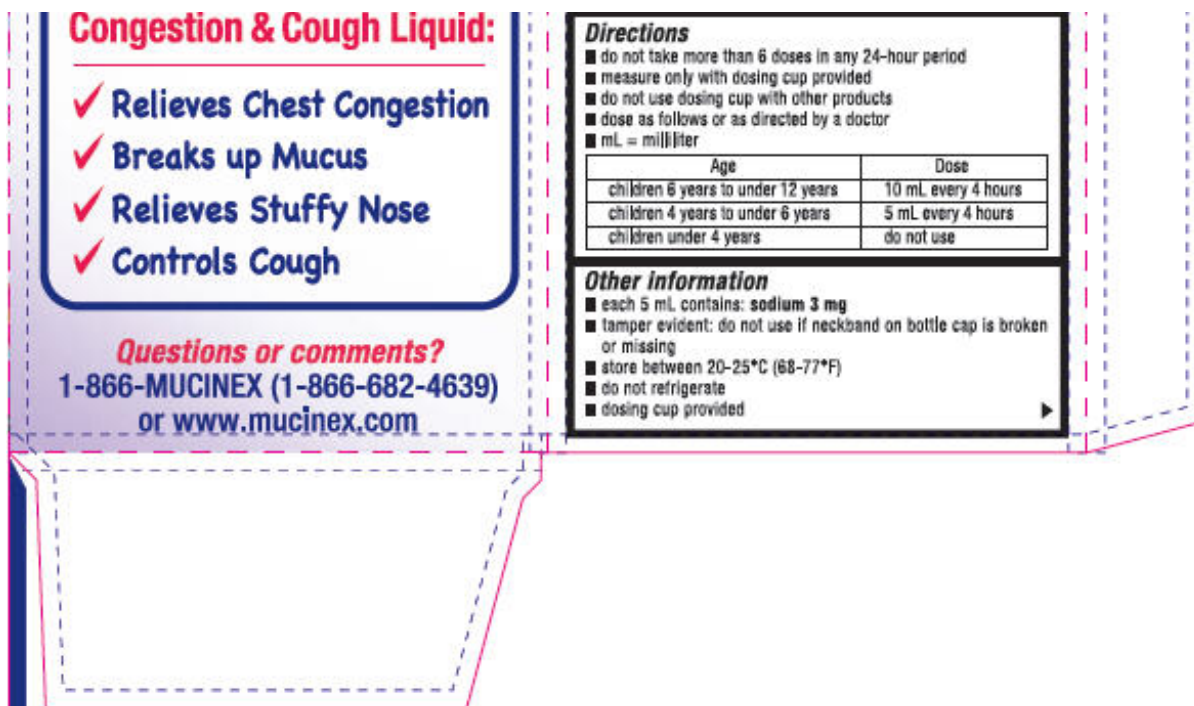 Congestion & Cough Liquid:
✓ Relieves Chest Congestion
✓ Breaks up Mucus
✓ Relieves Stuffy Nose
✓ Controls Cough
Questions or comments?
1-866-MUCINEX (1-866-682-4639)
or www.mucinex.com
Directions
■ do not take more than 6 doses in any 24-hour period
■ measure only with dosing cup provided
■ do not use dosing cup with other products
■ dose as follows or as directed by a doctor
■ mL = milliliter
Age Dose
children 6 years to under 12 years 10 mL every 4 hours
children 4 years to under 6 years 5 mL every 4 hours
children under 4 years do not use
Other information
■ each 5 mL contains: sodium 3 mg
■ tamper evident: do not use if neckband on bottle cap is broken
or missing
■ store between 20-25°C (68-77°F)
■ do not refrigerate
■ dosing cup provided